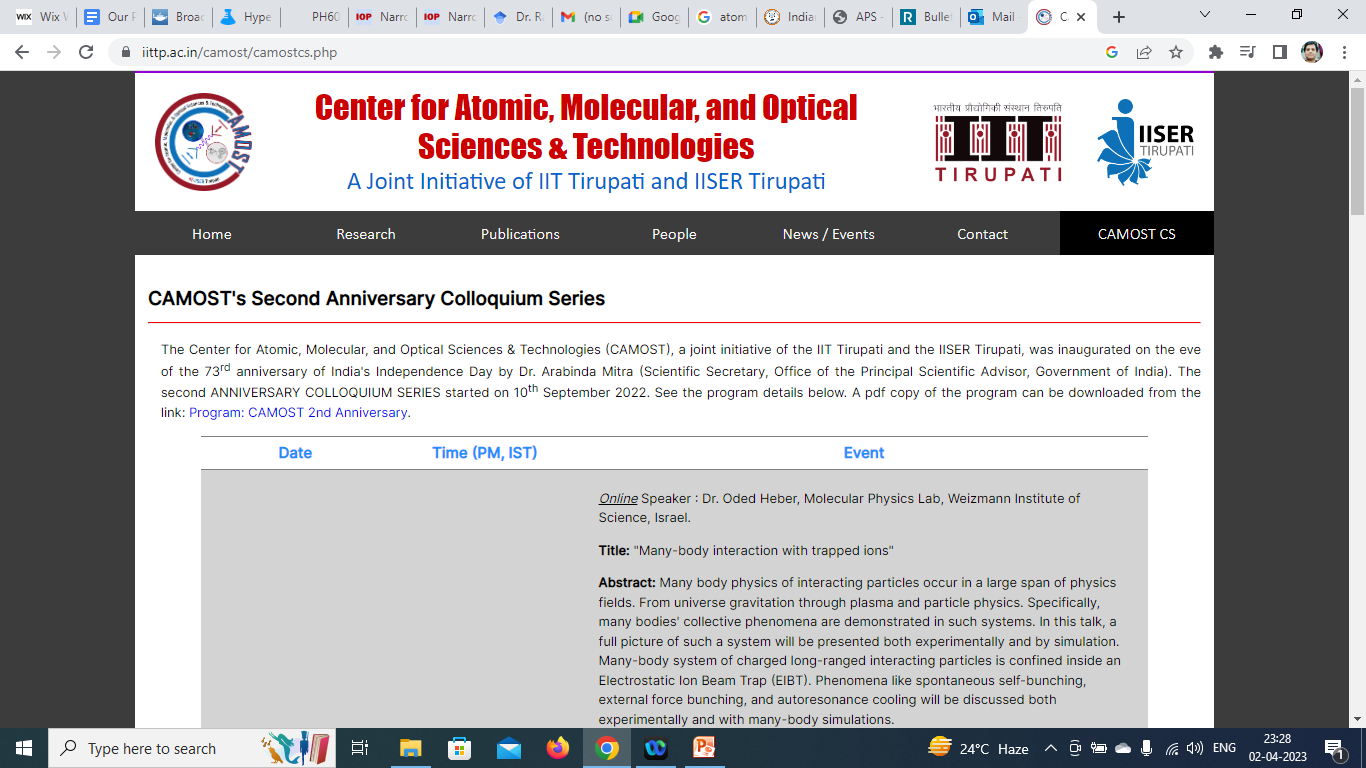 WIX Wix W
Our P
Broac
Hype
PH60
IOP Narro
IOP Narro
Dr. R
(no s
Goog
atom
India
APS -
R Bulle
Mail
C
iittp.ac.in/camost/camostcs.php
Center for Atomic, Molecular, and Optical
Sciences & Technologies
A Joint Initiative of IIT Tirupati and IISER Tirupati
भारतीय प्रौद्योगिकी संस्थान तिरुपति
TIRUPATI
IISER
TIRUPATI
CAMOST
Home Research Publications People News / Events Contact CAMOST CS
CAMOST's Second Anniversary Colloquium Series
The Center for Atomic, Molecular, and Optical Sciences & Technologies (CAMOST), a joint initiative of the IIT Tirupati and the IISER Tirupati, was inaugurated on the eve
of the 73rd anniversary of India's Independence Day by Dr. Arabinda Mitra (Scientific Secretary, Office of the Principal Scientific Advisor, Government of India). The
second ANNIVERSARY COLLOQUIUM SERIES started on 10th September 2022. See the program details below. A pdf copy of the program can be downloaded from the
link: Program: CAMOST 2nd Anniversary.
Date Time (PM, IST) Event
Online Speaker : Dr. Oded Heber, Molecular Physics Lab, Weizmann Institute of
Science, Israel.
Title: "Many-body interaction with trapped ions"
Abstract: Many body physics of interacting particles occur in a large span of physics
fields. From universe gravitation through plasma and particle physics. Specifically,
many bodies' collective phenomena are demonstrated in such systems. In this talk, a
full picture of such a system will be presented both experimentally and by simulation.
Many-body system of charged long-ranged interacting particles is confined inside an
Electrostatic Ion Beam Trap (EIBT). Phenomena like spontaneous self-bunching,
external force bunching, and autoresonance cooling will be discussed both
experimentally and with many-body simulations.
Type here to search
24°C Haze
ENG
23:28
02-04-2023
1